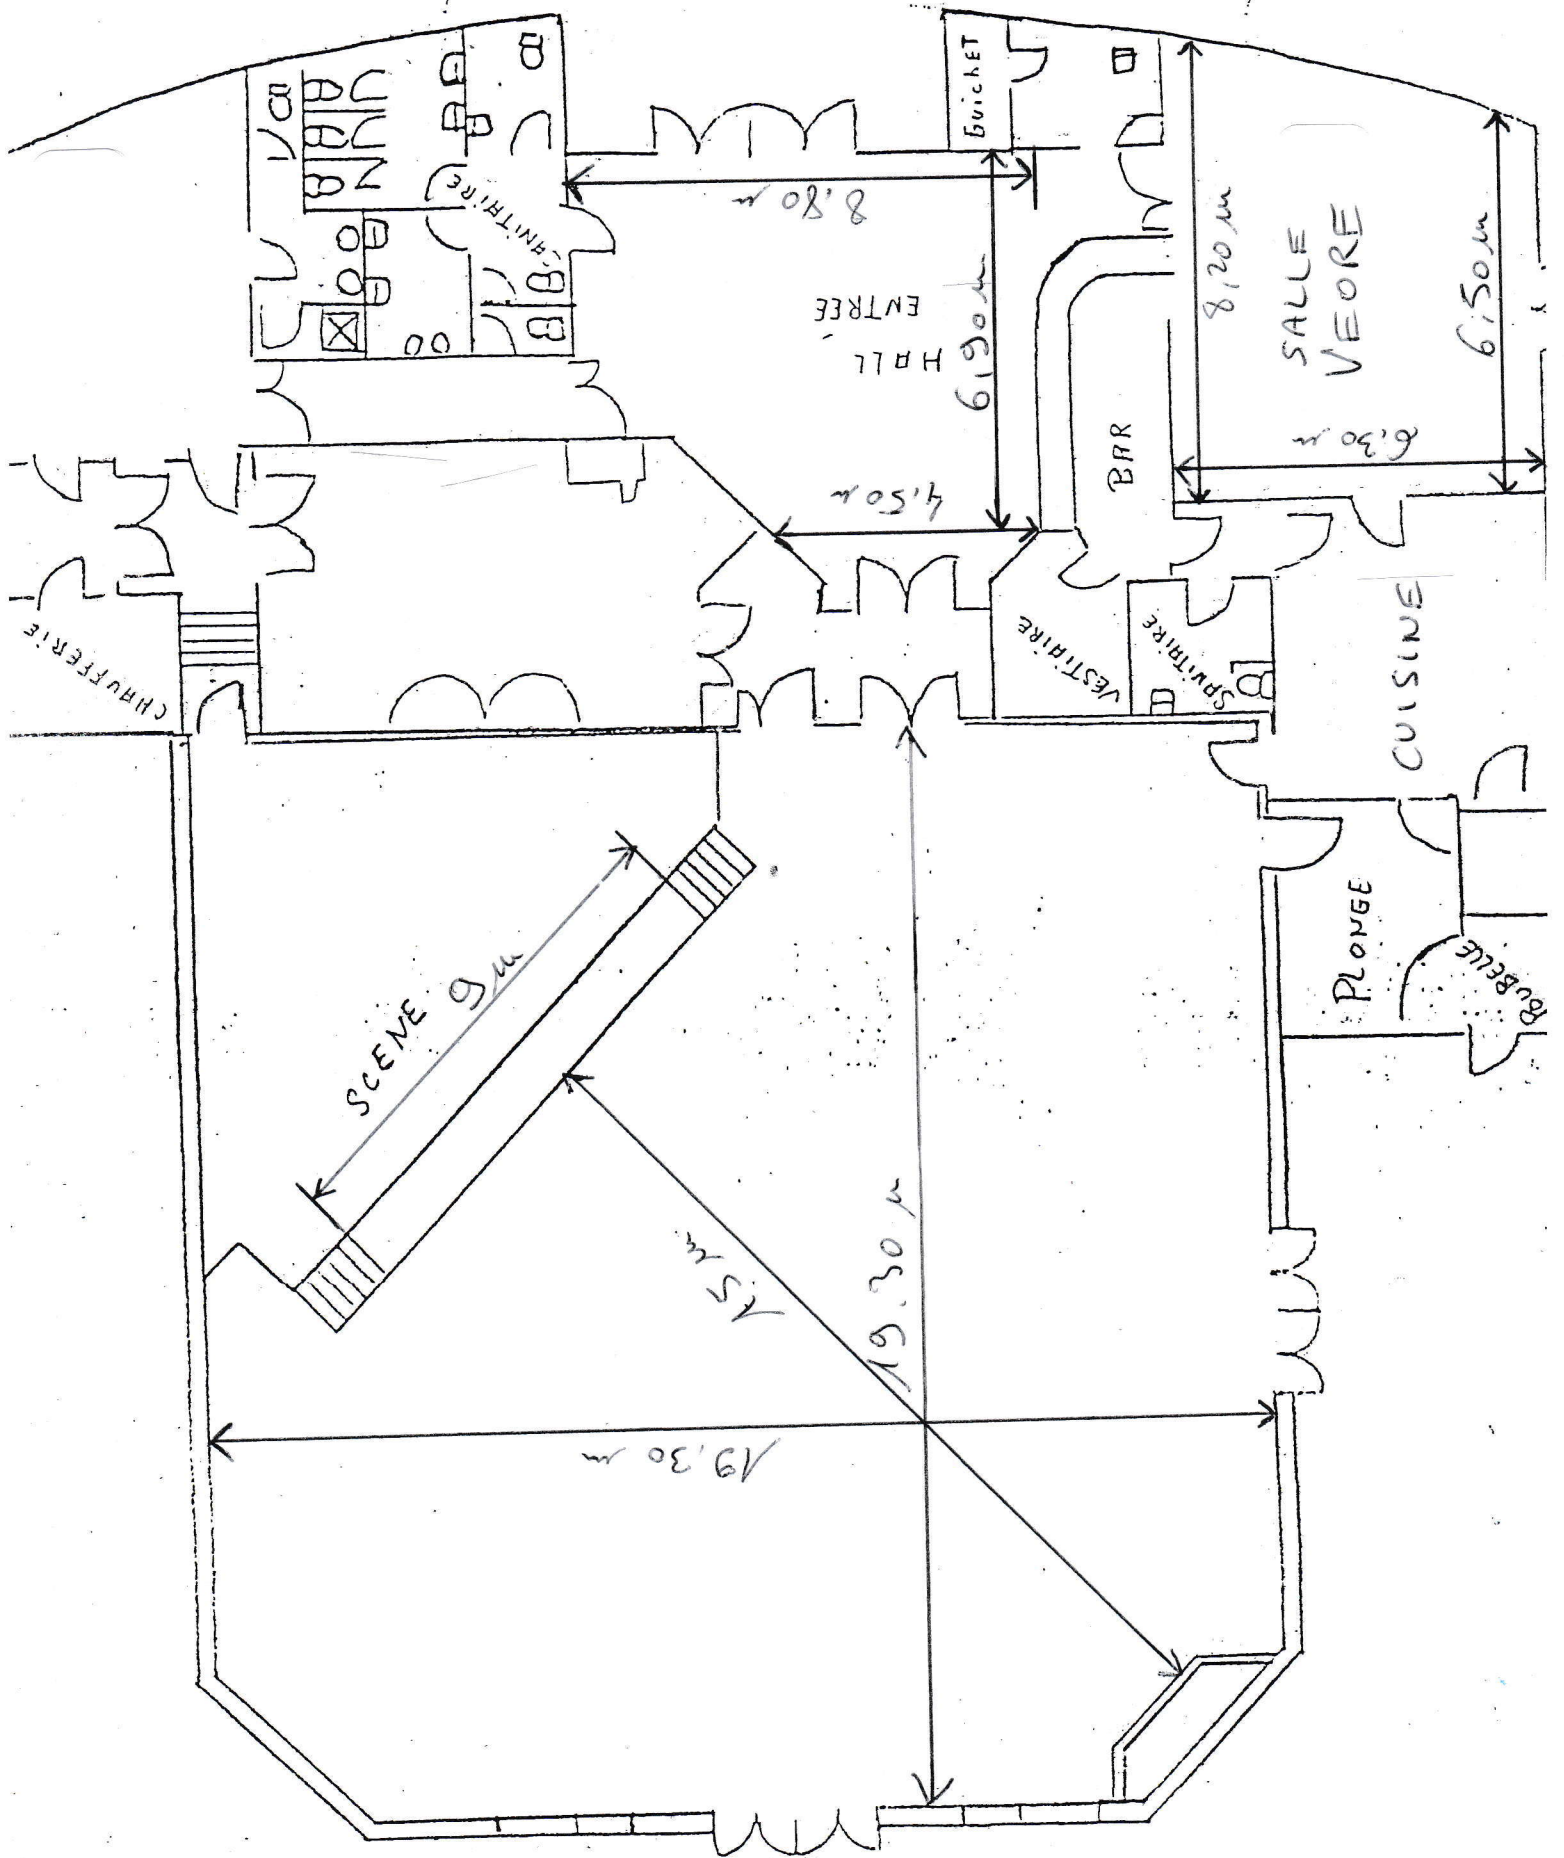 GUICHET
SANITAIRE
8,80 m
HALL
ENTREE
6,90 m
8,20 m
SALLE
VEORE
6,50 m
6,30 m
BAR
4,50 m
CHAUFFERIE
VESTIAIRE
SANITAIRE
CUISINE
PLONGE
POUBELLE
SCENE 9 m
15 m
19.30 m
19.30 m